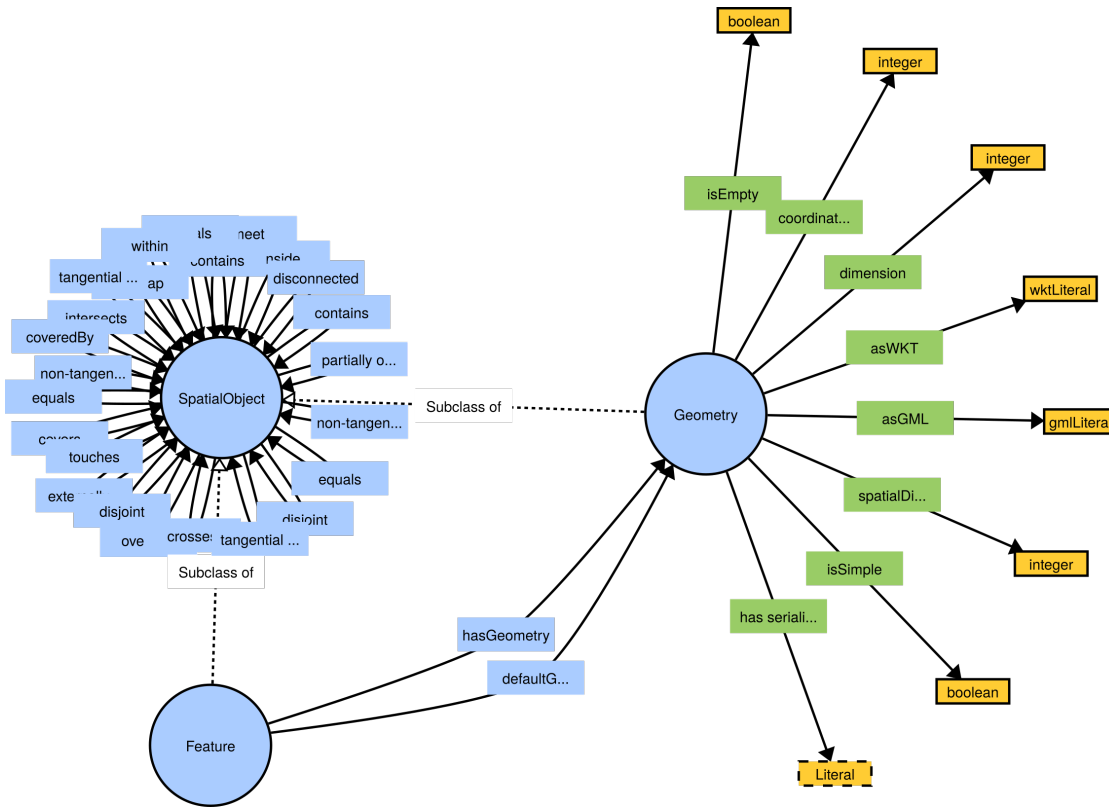 boolean
integer
integer
isEmpty
coordinat...
within
contains
disconnected
tangential ...
dimension
wktLiteral
contains
intersects
coveredBy
asWKT
partially o...
non-tangen...
equals
SpatialObject
Subclass of
Geometry
asGML
non-tangen...
touches
equals
spatialDi...
disjoint
disjoint
crosses
tangential ...
integer
Subclass of
isSimple
has seriali...
hasGeometry
defaultG...
boolean
Feature
Literal